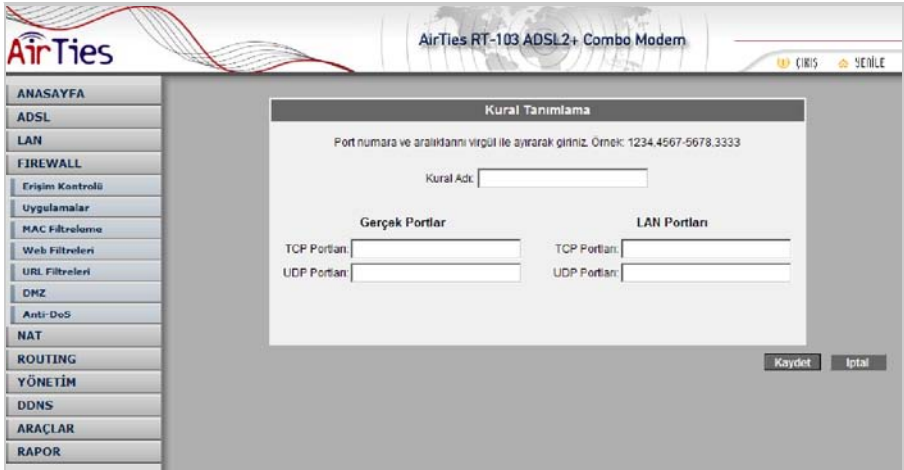 AirTies
AirTies RT-103 ADSL2+ Combo Modem
ÇIKIŞ YENİLE
ANASAYFA
ADSL
LAN
FIREWALL
Erişim Kontrolü
Uygulamalar
MAC Filtreleme
Web Filtreleri
URL Filtreleri
DMZ
Anti-DoS
NAT
ROUTING
YÖNETİM
DDNS
ARAÇLAR
RAPOR
Kural Tanımlama
Port numara ve aralıklarını virgül ile ayırarak giriniz. Örnek: 1234,4567-5678,3333
Kural Adı:
Gerçek Portlar
TCP Portları:
UDP Portları:
LAN Portları
TCP Portları:
UDP Portları:
Kaydet Iptal